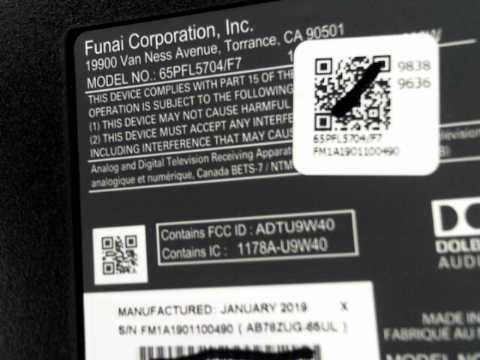 Funai Corporation, Inc.
19900 Van Ness Avenue, Torrance, CA 90501
MODEL NO.: 65PFL5704/F7
THIS DEVICE COMPLIES WITH PART 15 OF THE
OPERATION IS SUBJECT TO THE FOLLOWING
(1) THIS DEVICE MAY NOT CAUSE HARMFUL
(2) THIS DEVICE MUST ACCEPT ANY INTERFE
INCLUDING INTERFERENCE THAT MAY CAUSE
Analog and Digital Television Receiving Apparat
analogique et numérique, Canada BETS-7 / NTM
9838
9636
65PFL5704/F7
FM1A1901100490
Contains FCC ID : ADTU9W40
Contains IC : 1178A-U9W40
DOLB
AUDI
MANUFACTURED: JANUARY 2019 X
S/N FM1A1901100490 ( AB78ZUG-65UL )
MADE IN
FABRIQUÉ AU M